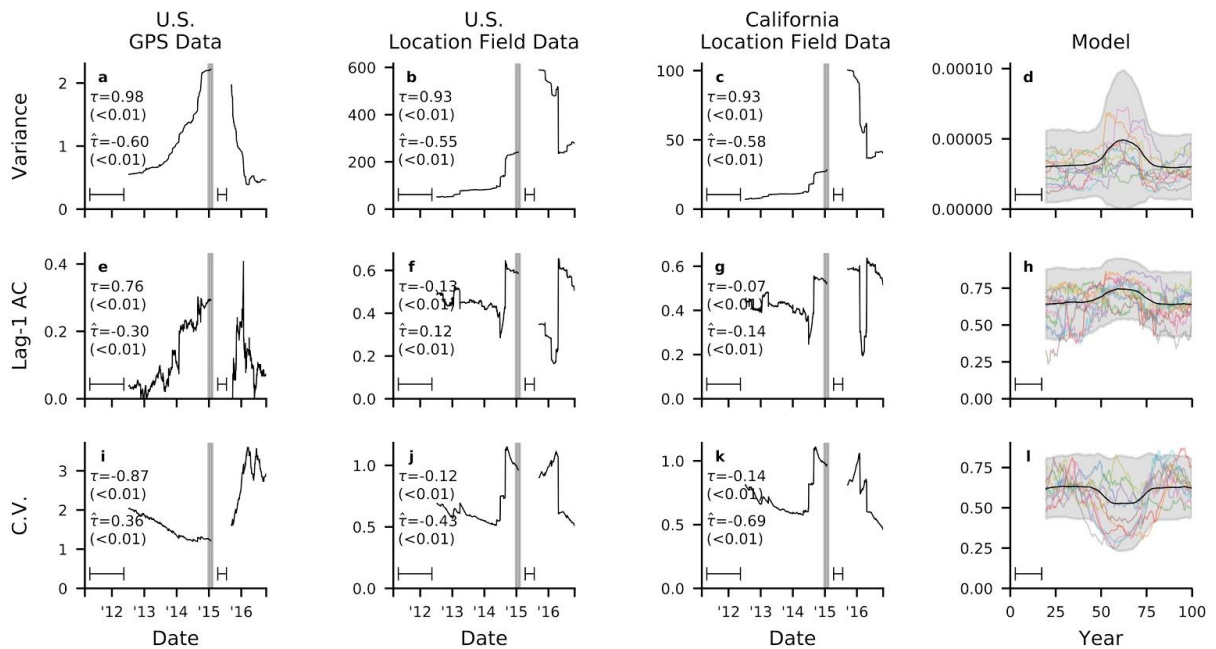 U.S.
GPS Data
U.S.
Location Field Data
California
Location Field Data
Model
Variance
2
1
0
a
τ=0.98
(<0.01)
τ̂=-0.60
(<0.01)
600
400
200
0
b
τ=0.93
(<0.01)
τ̂=-0.55
(<0.01)
100
50
0
c
τ=0.93
(<0.01)
τ̂=-0.58
(<0.01)
0.00010
0.00005
0.00000
d
Lag-1 AC
0.4
0.2
0.0
e
τ=0.76
(<0.01)
τ̂=-0.30
(<0.01)
0.6
0.4
0.2
0.0
f
τ=-0.13
(<0.01)
τ̂=0.12
(<0.01)
0.6
0.4
0.2
0.0
g
τ=-0.07
(<0.01)
τ̂=-0.14
(<0.01)
0.75
0.50
0.25
0.00
h
C.V.
3
2
1
0
i
τ=-0.87
(<0.01)
τ̂=0.36
(<0.01)
1.0
0.5
0.0
j
τ=-0.12
(<0.01)
τ̂=-0.43
(<0.01)
1.0
0.5
0.0
k
τ=-0.14
(<0.01)
τ̂=-0.69
(<0.01)
0.75
0.50
0.25
0.00
l
'12 '13 '14 '15 '16
Date
'12 '13 '14 '15 '16
Date
'12 '13 '14 '15 '16
Date
0 25 50 75 100
Year